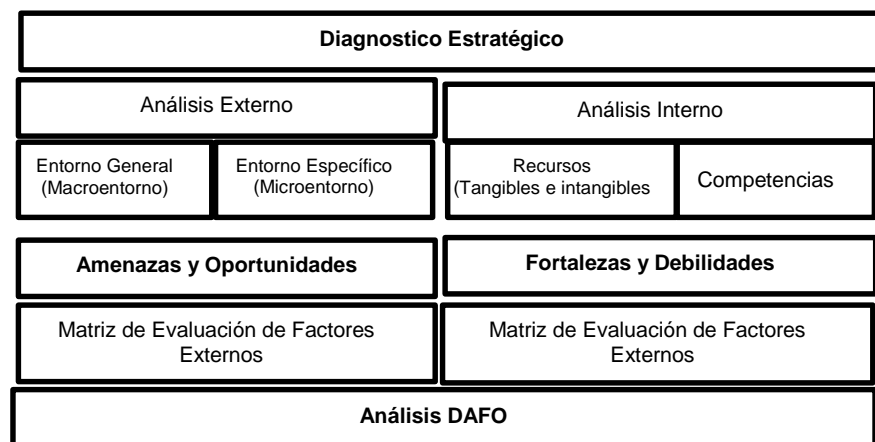 Diagnostico Estratégico
Análisis Externo
Análisis Interno
Entorno General
(Macroentorno)
Entorno Específico
(Microentorno)
Recursos
(Tangibles e intangibles
Competencias
Amenazas y Oportunidades
Fortalezas y Debilidades
Matriz de Evaluación de Factores
Externos
Matriz de Evaluación de Factores
Externos
Análisis DAFO